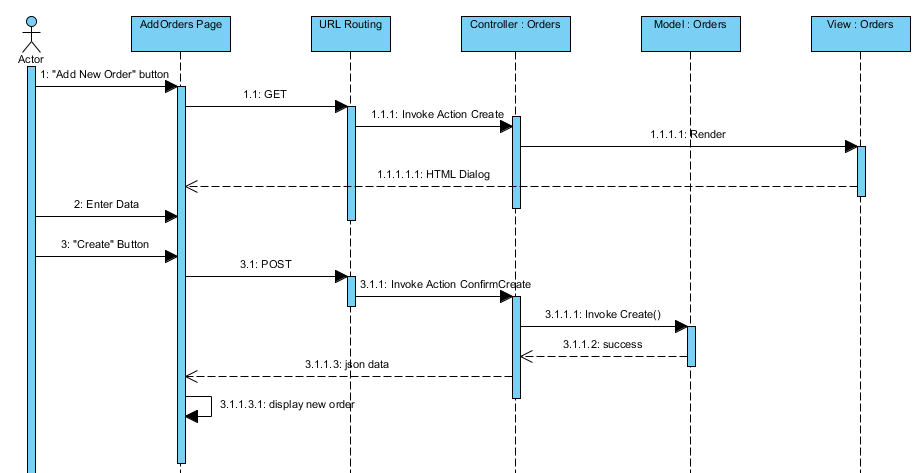 AddOrders Page
URL Routing
Controller : Orders
Model : Orders
View : Orders
Actor
1: "Add New Order" button
1.1: GET
1.1.1: Invoke Action Create
1.1.1.1: Render
1.1.1.1.1: HTML Dialog
2: Enter Data
3: "Create" Button
3.1: POST
3.1.1: Invoke Action ConfirmCreate
3.1.1.1: Invoke Create()
3.1.1.2: success
3.1.1.3: json data
3.1.1.3.1: display new order